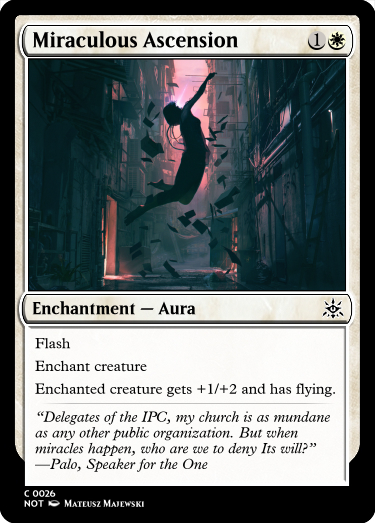 Miraculous Ascension 1
Enchantment — Aura
Flash
Enchant creature
Enchanted creature gets +1/+2 and has flying.
“Delegates of the IPC, my church is as mundane
as any other public organization. But when
miracles happen, who are we to deny Its will?”
—Palo, Speaker for the One
C 0026
NOT Mateusz Majewski